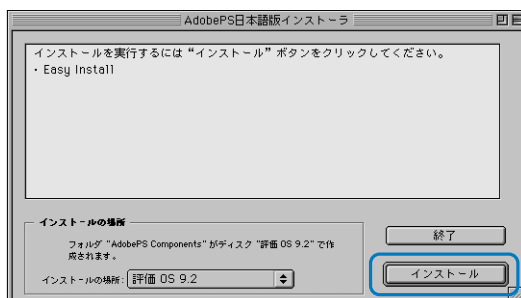 AdobePS日本語版インストーラ
インストールを実行するには“インストール”ボタンをクリックしてください。
・Easy Install
インストールの場所
フォルダ "AdobePS Components"がディスク "評価 OS 9.2" で作
成されます。
インストールの場所: 評価 OS 9.2
終了
インストール